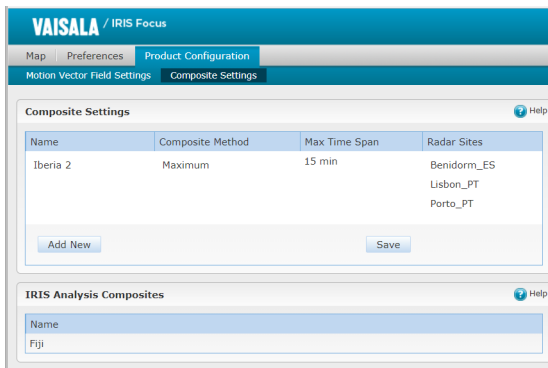 VAISALA / IRIS Focus
Map Preferences Product Configuration
Motion Vector Field Settings Composite Settings
Composite Settings ? Help
Name Composite Method Max Time Span Radar Sites
Iberia 2 Maximum 15 min Benidorm_ES
Lisbon_PT
Porto_PT
Add New Save
IRIS Analysis Composites ? Help
Name
Fiji